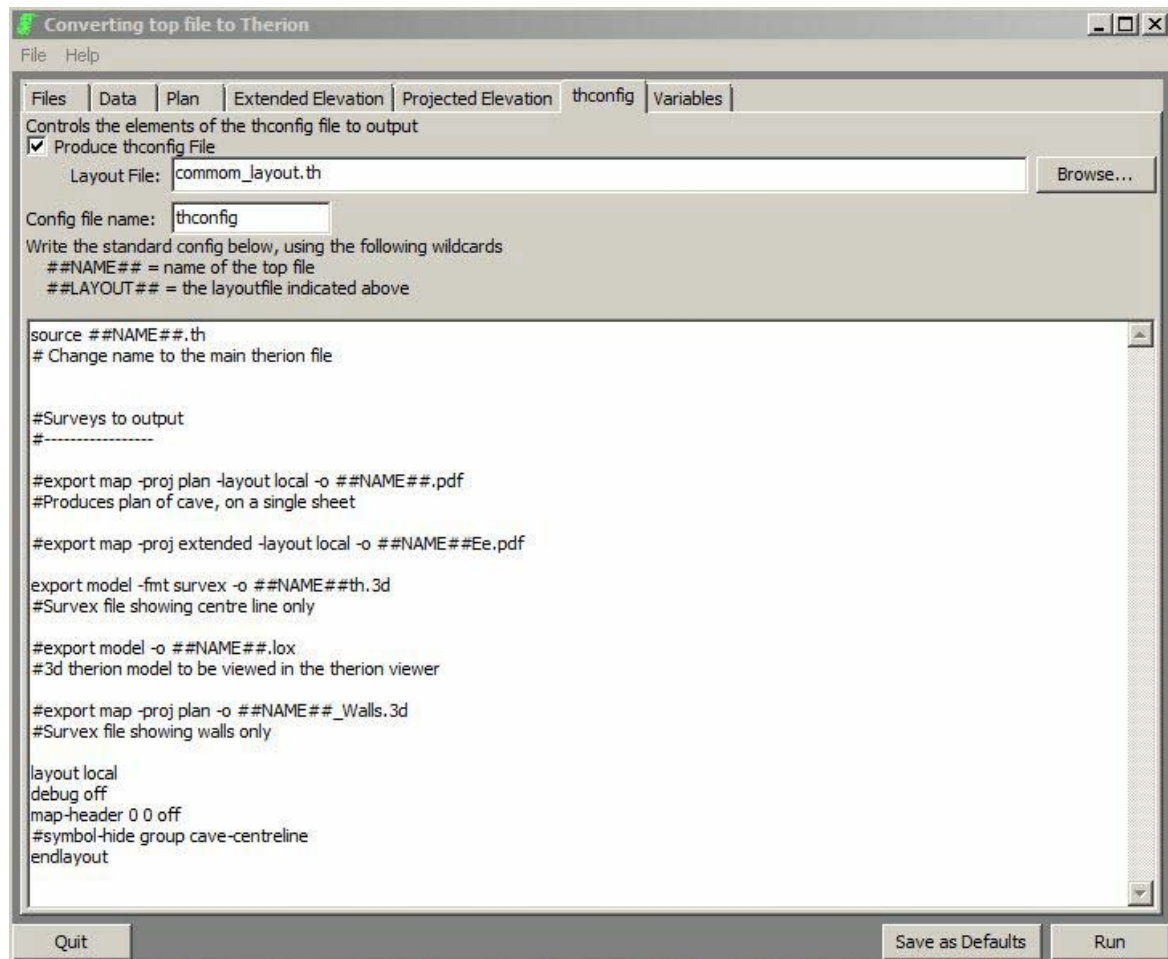 Converting top file to Therion
File Help
Files Data Plan Extended Elevation Projected Elevation thconfig Variables
Controls the elements of the thconfig file to output
Produce thconfig File
Layout File: commom_layout.th Browse...
Config file name: thconfig
Write the standard config below, using the following wildcards
##NAME## = name of the top file
##LAYOUT## = the layoutfile indicated above
source ##NAME##.th
# Change name to the main therion file
#Surveys to output
#-----------------
#export map -proj plan -layout local -o ##NAME##.pdf
#Produces plan of cave, on a single sheet
#export map -proj extended -layout local -o ##NAME##Ee.pdf
export model -fmt survex -o ##NAME##th.3d
#Survex file showing centre line only
#export model -o ##NAME##.lox
#3d therion model to be viewed in the therion viewer
#export map -proj plan -o ##NAME##_Walls.3d
#Survex file showing walls only
layout local
debug off
map-header 0 0 off
#symbol-hide group cave-centreline
endlayout
Quit Save as Defaults Run